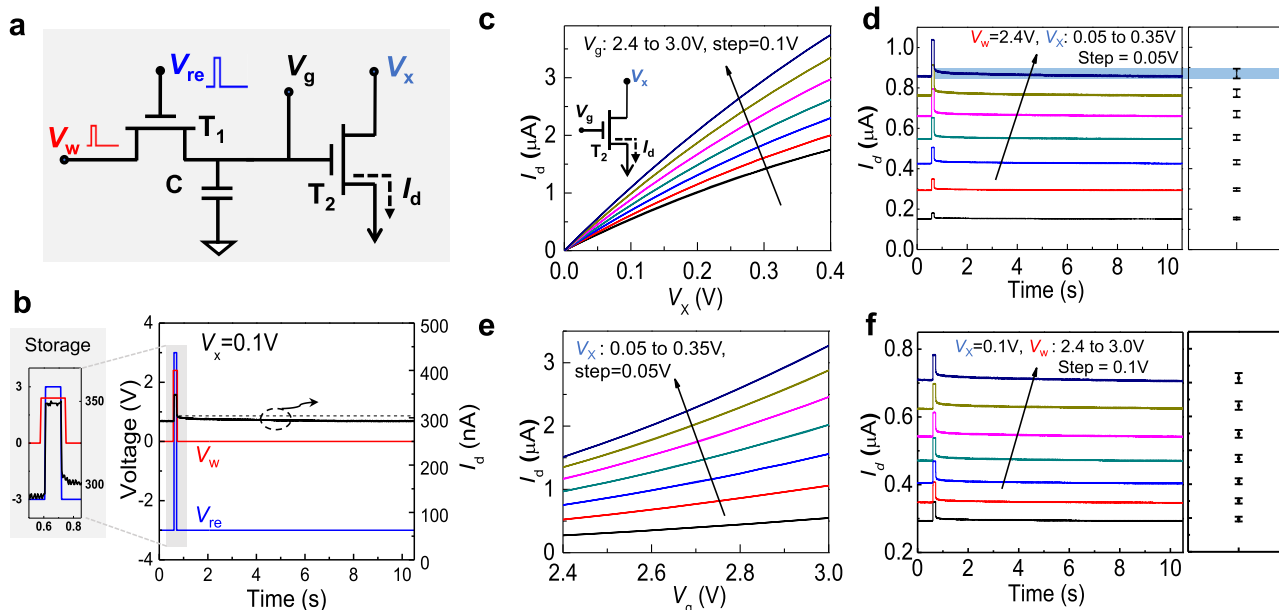 a
V_re
V_g
V_x
V_w
T_1
C
T_2
I_d
b
Storage
3
0
-3
350
300
0.6 0.8
V_x=0.1V
V_w
V_re
Voltage (V)
4
3
2
1
0
-1
-2
-3
-4
500
400
300
200
100
0
I_d (nA)
0 2 4 6 8 10
Time (s)
c
V_g: 2.4 to 3.0V, step=0.1V
V_x
V_g
T_2
I_d
I_d (µA)
4
3
2
1
0
0.0 0.1 0.2 0.3 0.4
V_X (V)
d
V_w=2.4V, V_X: 0.05 to 0.35V
Step = 0.05V
I_d (µA)
1.0
0.8
0.6
0.4
0.2
0.0
0 2 4 6 8 10
Time (s)
e
V_X: 0.05 to 0.35V,
step=0.05V
I_d (µA)
4
3
2
1
0
2.4 2.6 2.8 3.0
V_g (V)
f
V_X=0.1V, V_w: 2.4 to 3.0V
Step = 0.1V
I_d (µA)
0.8
0.6
0.4
0.2
0 2 4 6 8 10
Time (s)